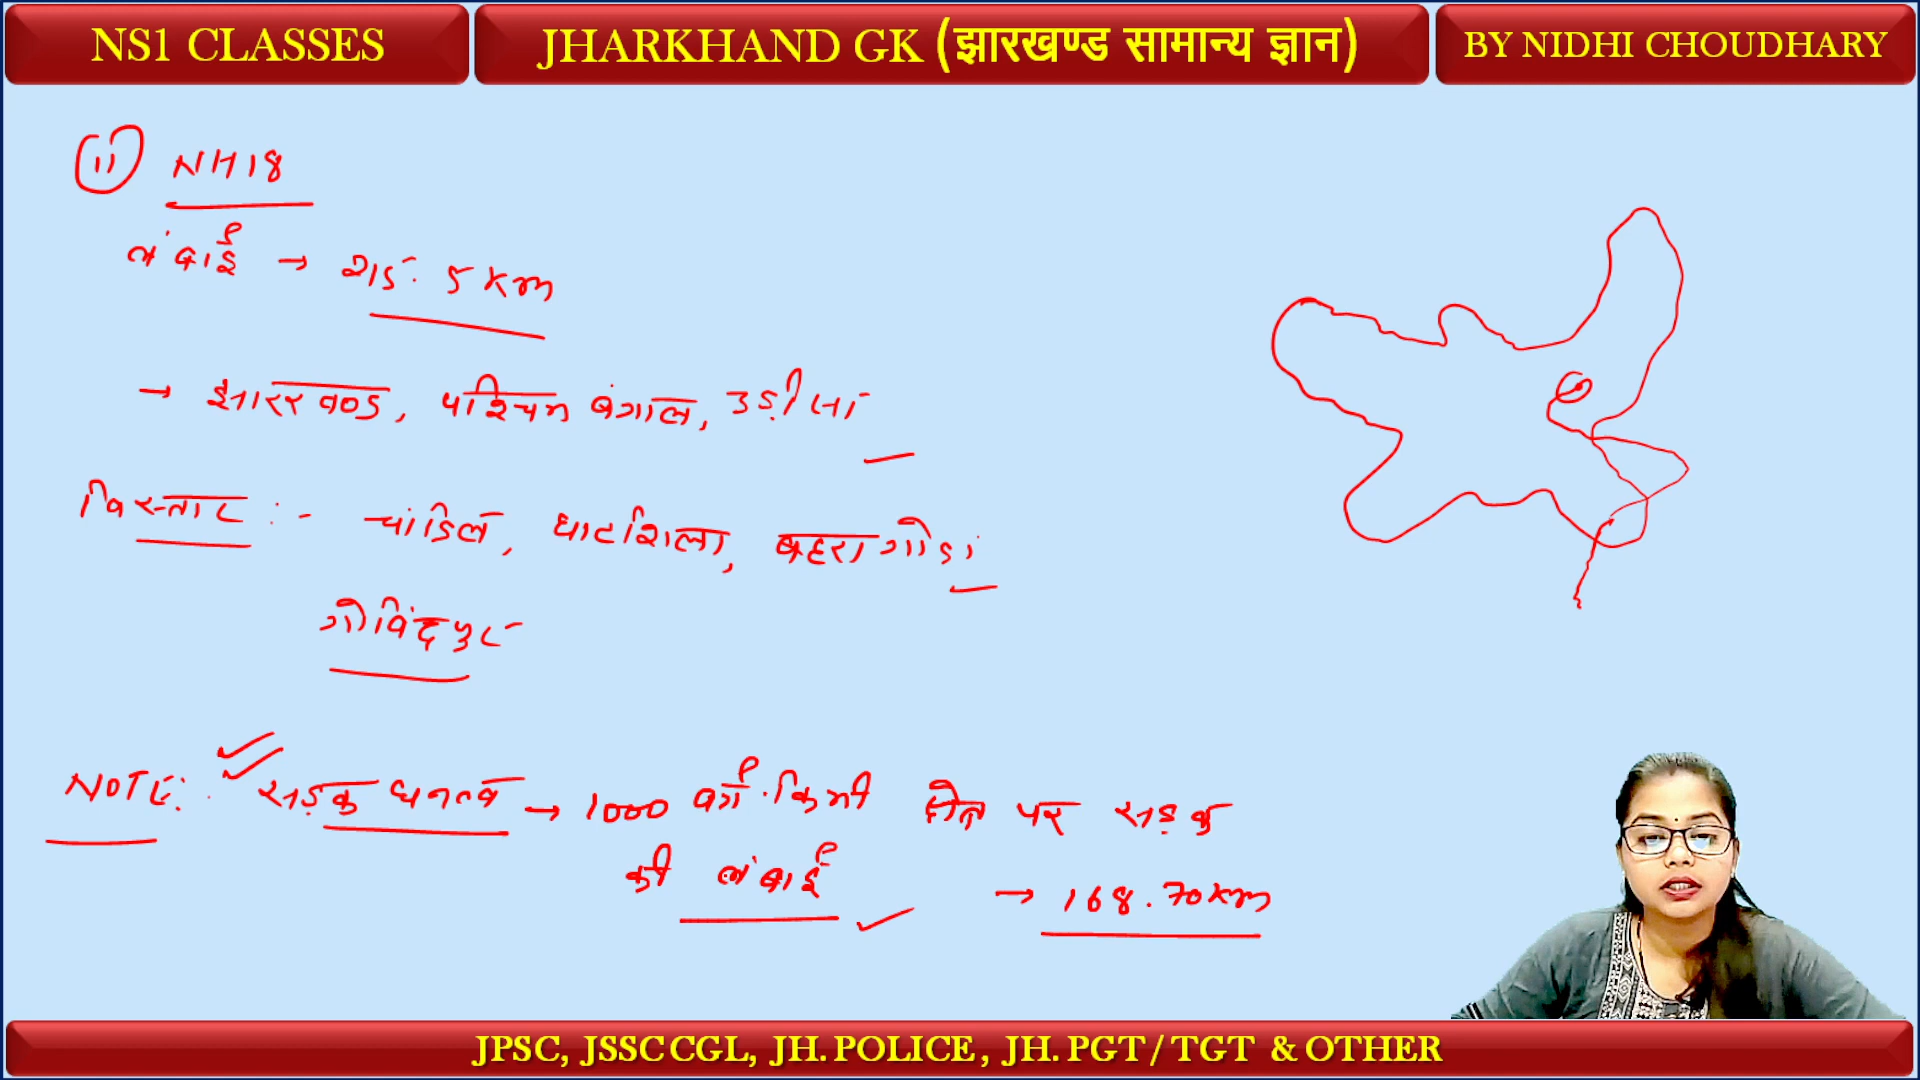 NS1 CLASSES
JHARKHAND GK (झारखण्ड सामान्य ज्ञान)
BY NIDHI CHOUDHARY
(ii) NH18
लंबाई → 215.5 km
→ झारखण्ड, पश्चिम बंगाल, उड़ीसा
विस्तार :- चांडिल, घाटशिला, बहरागोड़ा
गोविंदपुर
NOTE: सड़क घनत्व → 1000 वर्ग.किमी क्षेत्र पर सड़क
की लंबाई → 168.70 km
JPSC, JSSC CGL, JH. POLICE, JH. PGT / TGT & OTHER